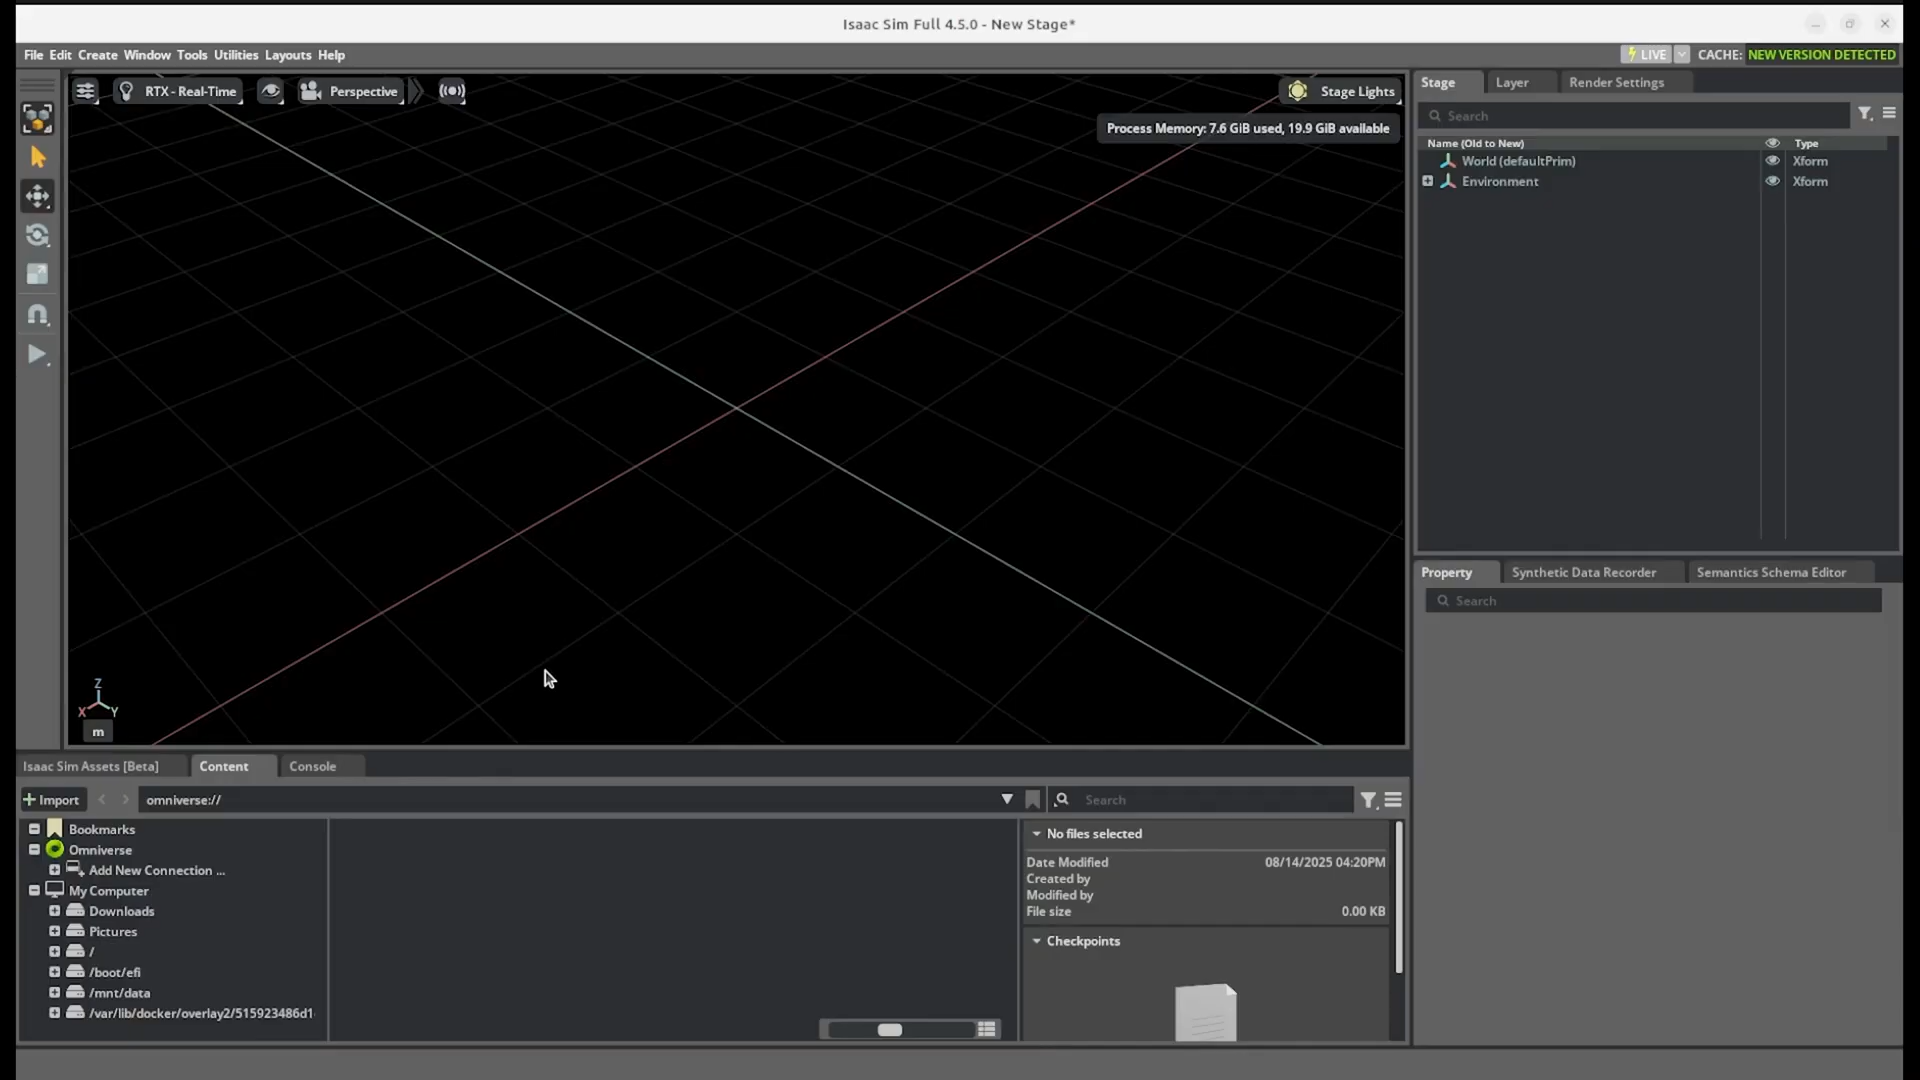 Isaac Sim Full 4.5.0 - New Stage*
File Edit Create Window Tools Utilities Layouts Help
LIVE CACHE: NEW VERSION DETECTED
RTX - Real-Time
Perspective
Stage Lights
Process Memory: 7.6 GiB used, 19.9 GiB available
Z
X Y
m
Stage Layer Render Settings
Search
Name (Old to New) Type
World (defaultPrim) Xform
Environment Xform
Property Synthetic Data Recorder Semantics Schema Editor
Search
Isaac Sim Assets [Beta] Content Console
Import omniverse:// Search
Bookmarks
Omniverse
Add New Connection ...
My Computer
Downloads
Pictures
/
/boot/efi
/mnt/data
/var/lib/docker/overlay2/515923486d1
No files selected
Date Modified 08/14/2025 04:20PM
Created by
Modified by
File size 0.00 KB
Checkpoints